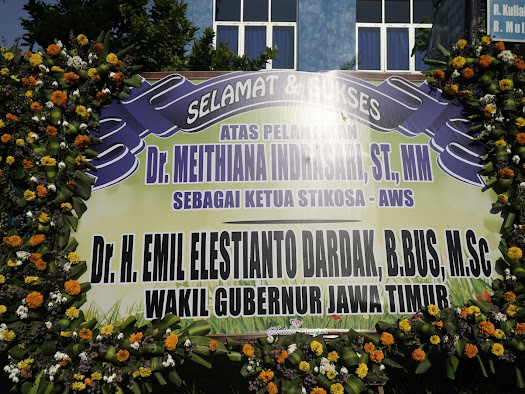 R. Kuliah
SELAMAT & SUKSES
ATAS PELANTIKAN
Dr. MEITHIANA INDRASARI, ST., MM
SEBAGAI KETUA STIKOSA - AWS
Dr. H. EMIL ELESTIANTO DARDAK, B.BUS, M.Sc
WAKIL GUBERNUR JAWA TIMUR